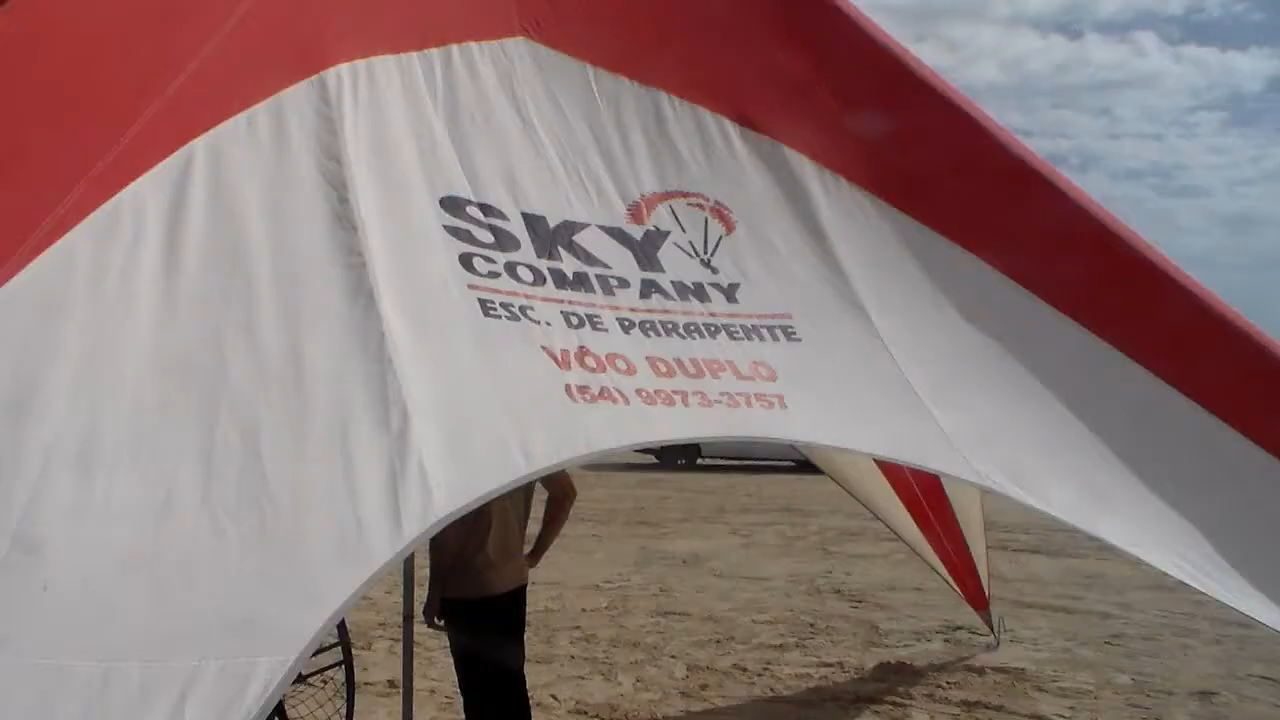 SKY
COMPANY
ESC. DE PARAPENTE
VÔO DUPLO
(54) 9973-3757